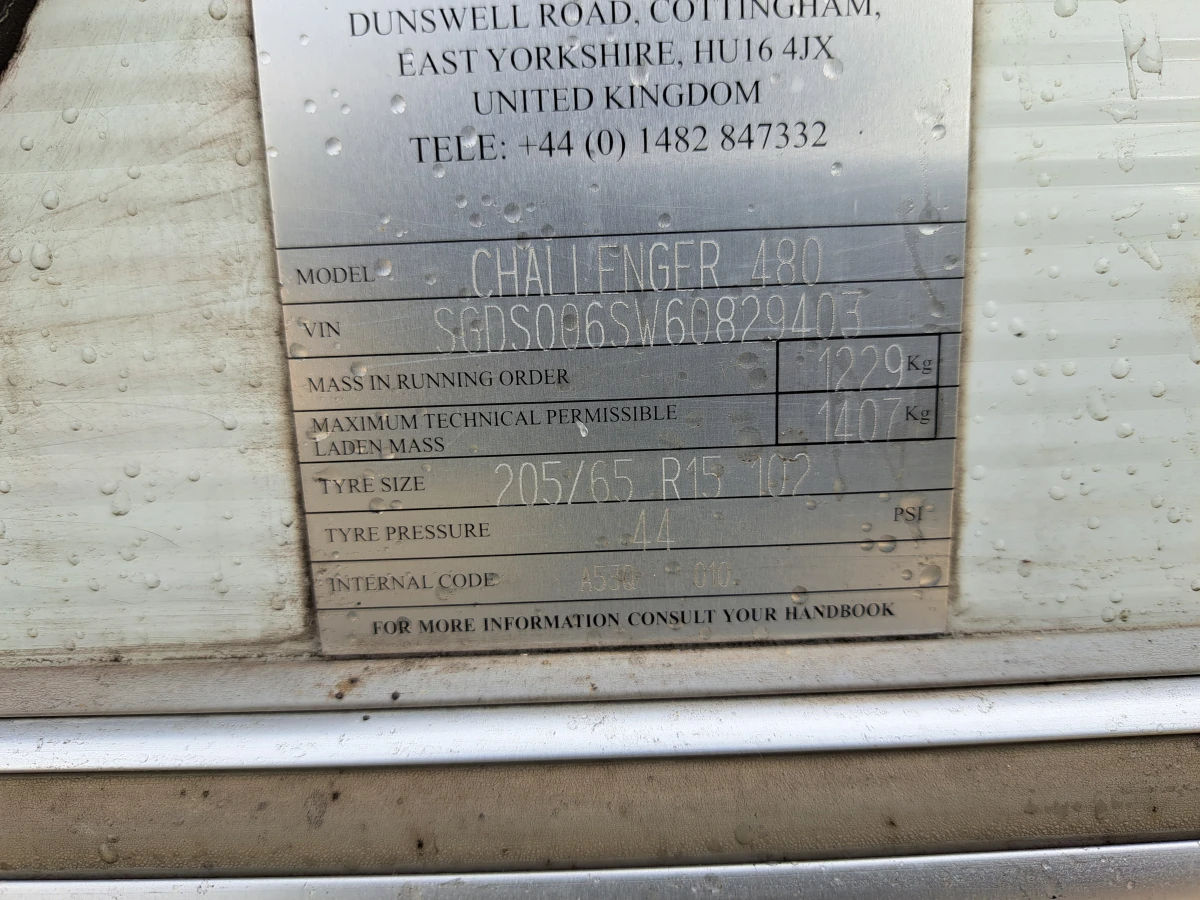 DUNSWELL ROAD, COTTINGHAM,
EAST YORKSHIRE, HU16 4JX
UNITED KINGDOM
TELE: +44 (0) 1482 847332
MODEL CHALLENGER 480
VIN SGDS006SW60829403
MASS IN RUNNING ORDER 1229 Kg
MAXIMUM TECHNICAL PERMISSIBLE
LADEN MASS 1407 Kg
TYRE SIZE 205/65 R15 102
TYRE PRESSURE 44 PSI
INTERNAL CODE A53Q 010.
FOR MORE INFORMATION CONSULT YOUR HANDBOOK